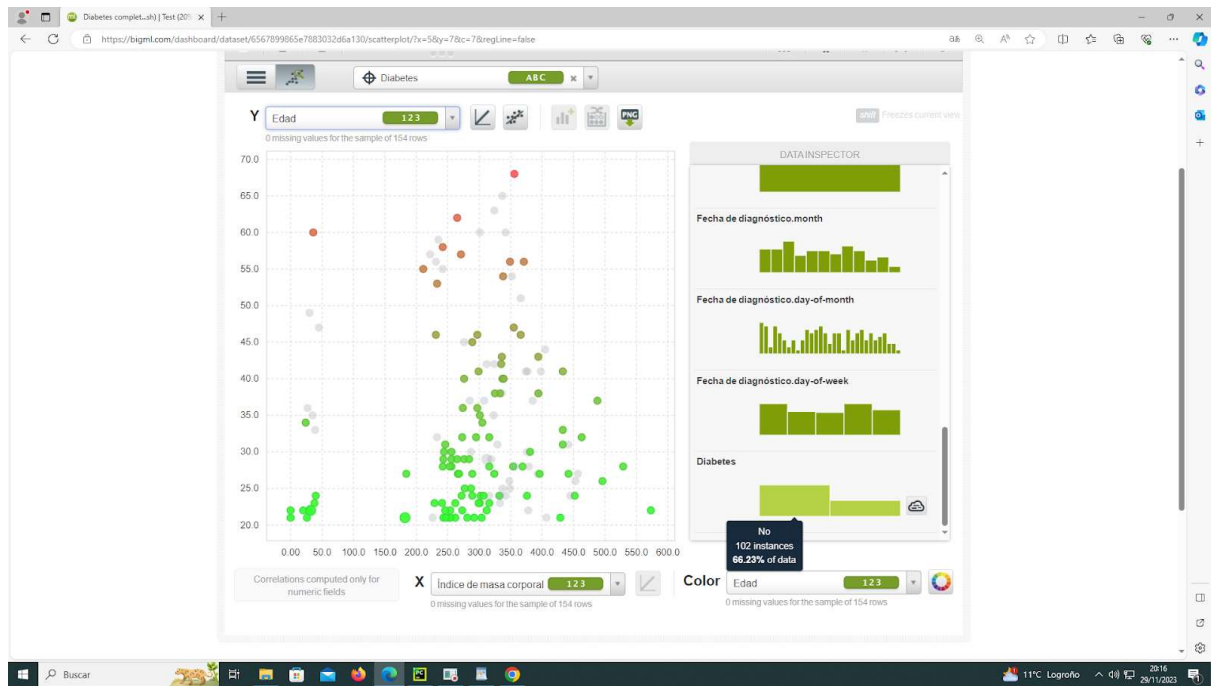 Diabetes complet...sh) | Test (20%
https://bigml.com/dashboard/dataset/6567899865e7883032d6a130/scatterplot/?x=5&y=7&c=7&regLine=false
Diabetes ABC
Y Edad 123
PNG
shift Freezes current view
0 missing values for the sample of 154 rows
DATA INSPECTOR
70.0
65.0
60.0
55.0
50.0
45.0
40.0
35.0
30.0
25.0
20.0
0.00 50.0 100.0 150.0 200.0 250.0 300.0 350.0 400.0 450.0 500.0 550.0 600.0
Fecha de diagnóstico.month
Fecha de diagnóstico.day-of-month
Fecha de diagnóstico.day-of-week
Diabetes
No
102 instances
66.23% of data
Correlations computed only for
numeric fields
X Índice de masa corporal 123
0 missing values for the sample of 154 rows
Color Edad 123
0 missing values for the sample of 154 rows
Buscar
11°C Logroño
20:16
29/11/2023